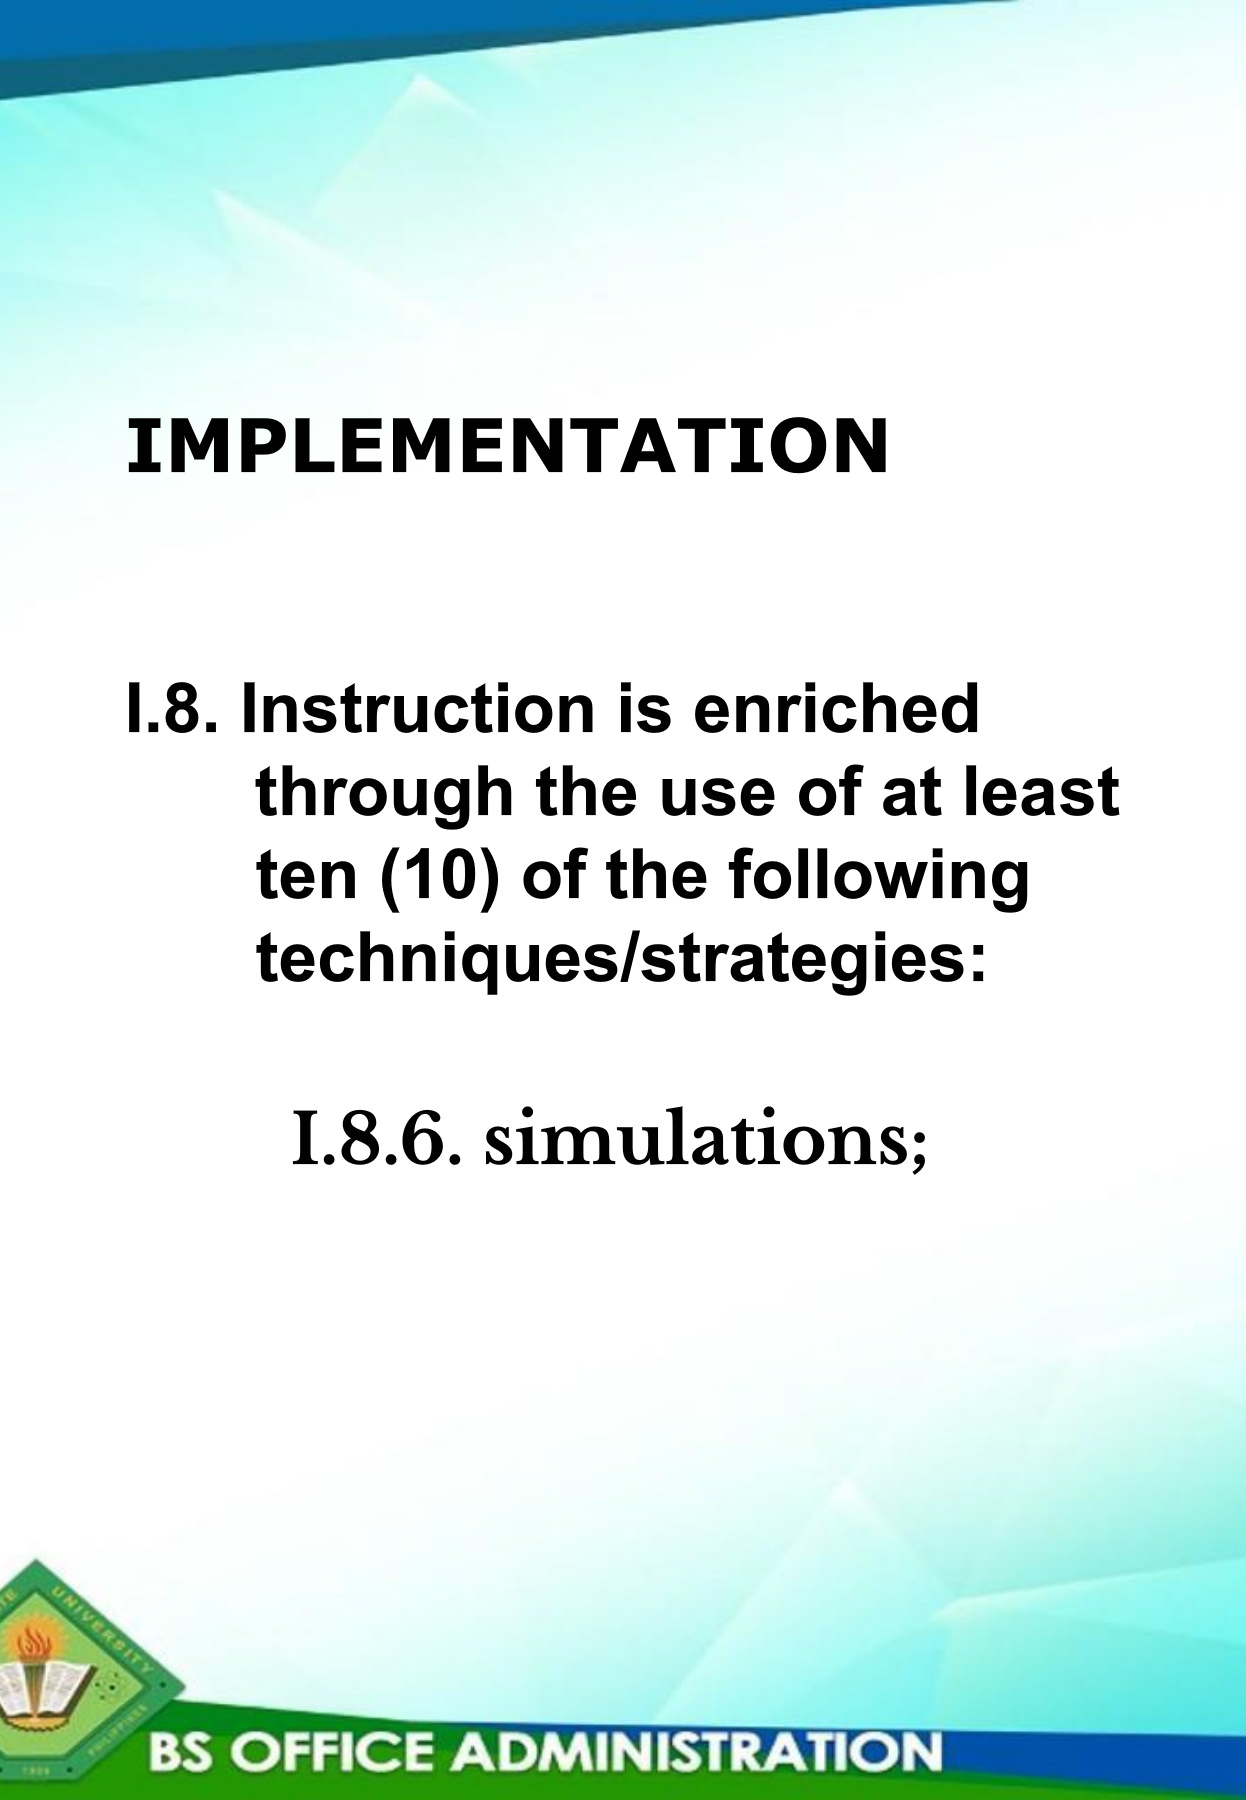 IMPLEMENTATION
I.8. Instruction is enriched
through the use of at least
ten (10) of the following
techniques/strategies:
I.8.6. simulations;
UNIVERSITY
PHILIPPINES
BS OFFICE ADMINISTRATION